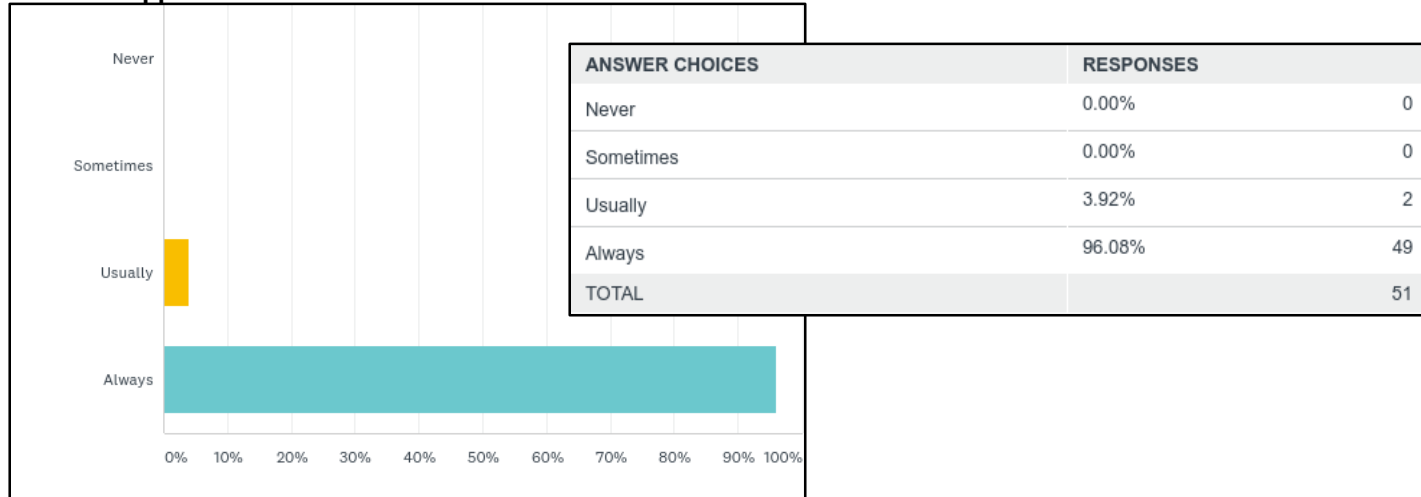 Never
Sometimes
Usually
Always
0% 10% 20% 30% 40% 50% 60% 70% 80% 90% 100%
ANSWER CHOICES RESPONSES
Never 0.00% 0
Sometimes 0.00% 0
Usually 3.92% 2
Always 96.08% 49
TOTAL 51